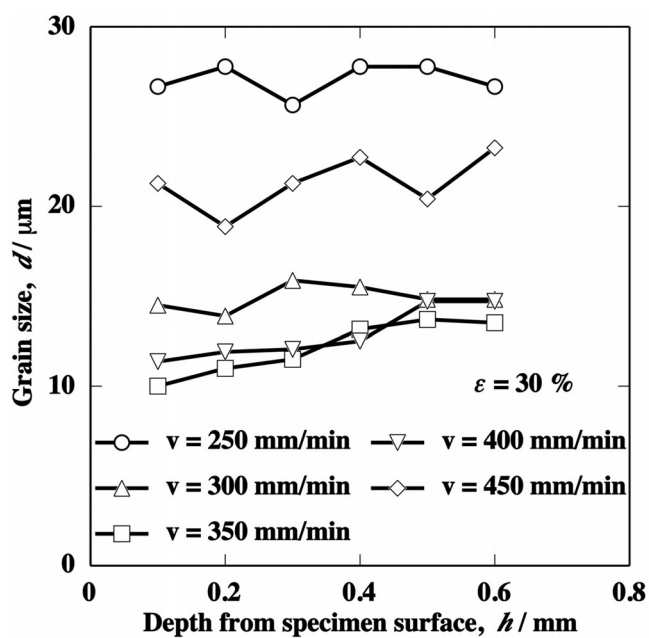 30
20
10
0
Grain size, d / μm
ε = 30 %
v = 250 mm/min
v = 400 mm/min
v = 300 mm/min
v = 450 mm/min
v = 350 mm/min
0 0.2 0.4 0.6 0.8
Depth from specimen surface, h / mm